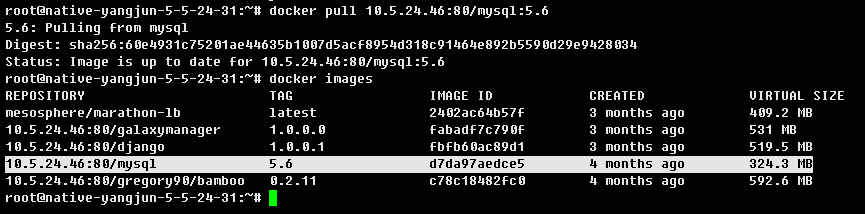 root@native-yangjun-5-5-24-31:~# docker pull 10.5.24.46:80/mysql:5.6
5.6: Pulling from mysql
Digest: sha256:60e4931c75201ae44635b1007d5acf8954d318c91464e892b5590d29e9428034
Status: Image is up to date for 10.5.24.46:80/mysql:5.6
root@native-yangjun-5-5-24-31:~# docker images
REPOSITORY TAG IMAGE ID CREATED VIRTUAL SIZE
mesosphere/marathon-lb latest 2402ac64b57f 3 months ago 409.2 MB
10.5.24.46:80/galaxymanager 1.0.0.0 fabadf7c790f 3 months ago 531 MB
10.5.24.46:80/django 1.0.0.1 fbfb60ac89d1 3 months ago 519.5 MB
10.5.24.46:80/mysql 5.6 d7da97aedce5 4 months ago 324.3 MB
10.5.24.46:80/gregory90/bamboo 0.2.11 c78c18482fc0 4 months ago 592.6 MB
root@native-yangjun-5-5-24-31:~#